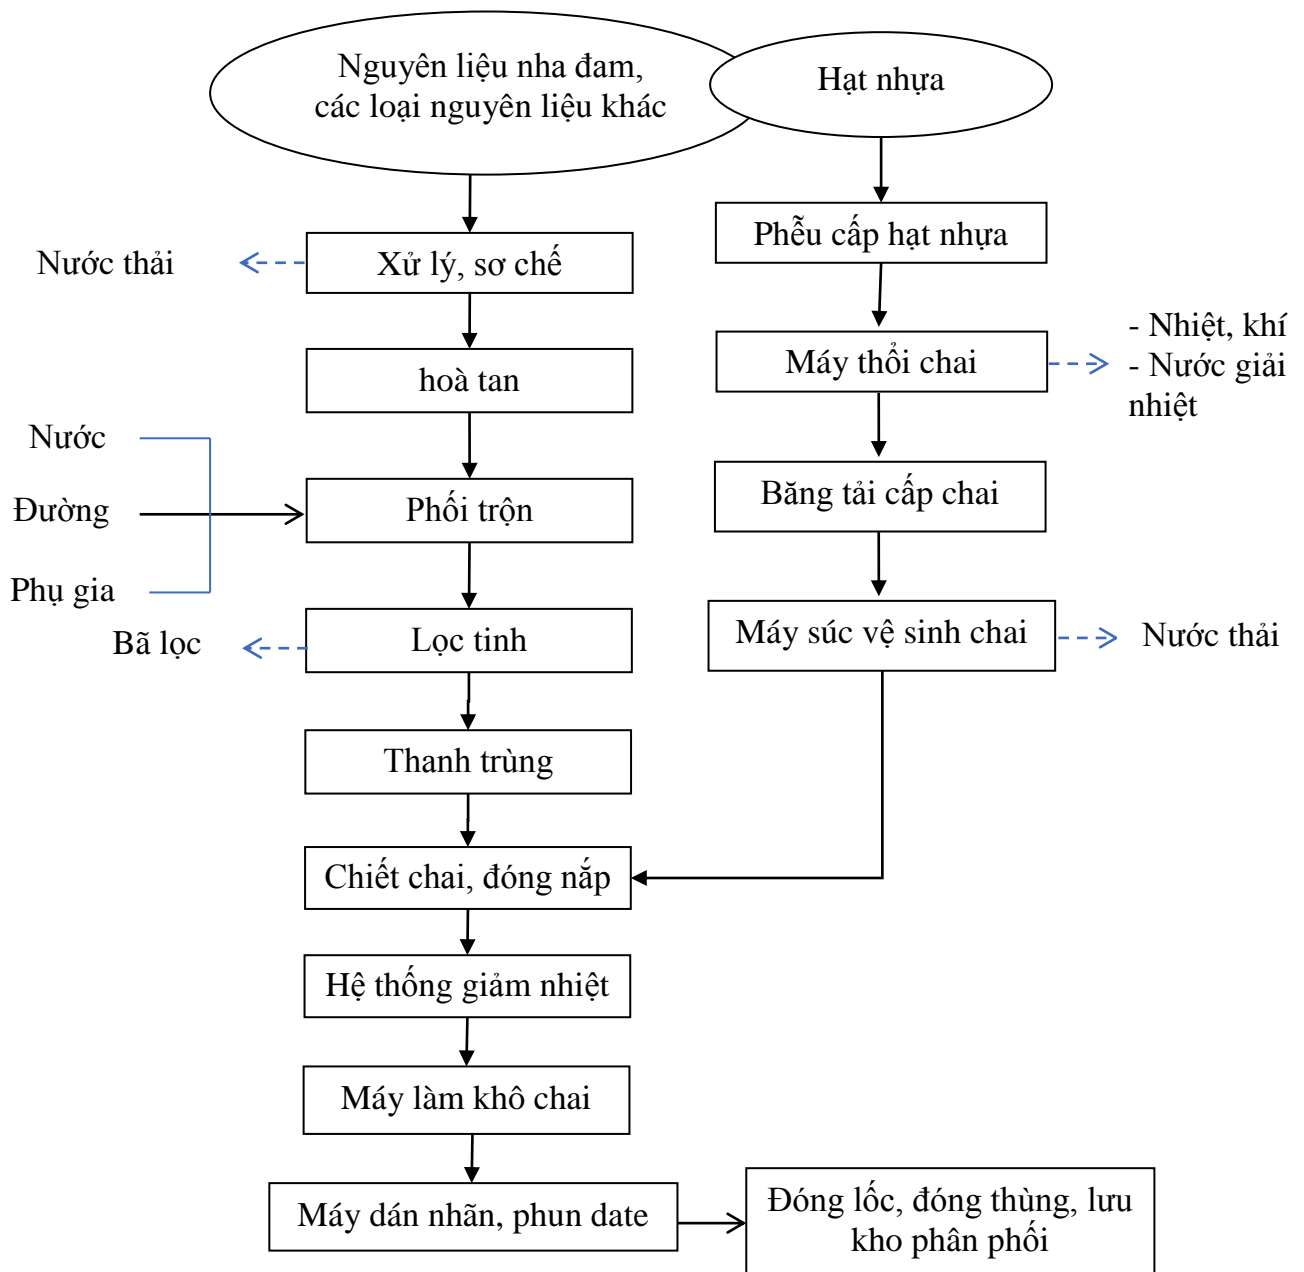 Nguyên liệu nha đam,
các loại nguyên liệu khác
Hạt nhựa
Phễu cấp hạt nhựa
Nước thải
Xử lý, sơ chế
- Nhiệt, khí
- Nước giải
nhiệt
Máy thổi chai
hoà tan
Nước
Băng tải cấp chai
Đường
Phối trộn
Phụ gia
Bã lọc
Lọc tinh
Máy súc vệ sinh chai
Nước thải
Thanh trùng
Chiết chai, đóng nắp
Hệ thống giảm nhiệt
Máy làm khô chai
Máy dán nhãn, phun date
Đóng lốc, đóng thùng, lưu
kho phân phối